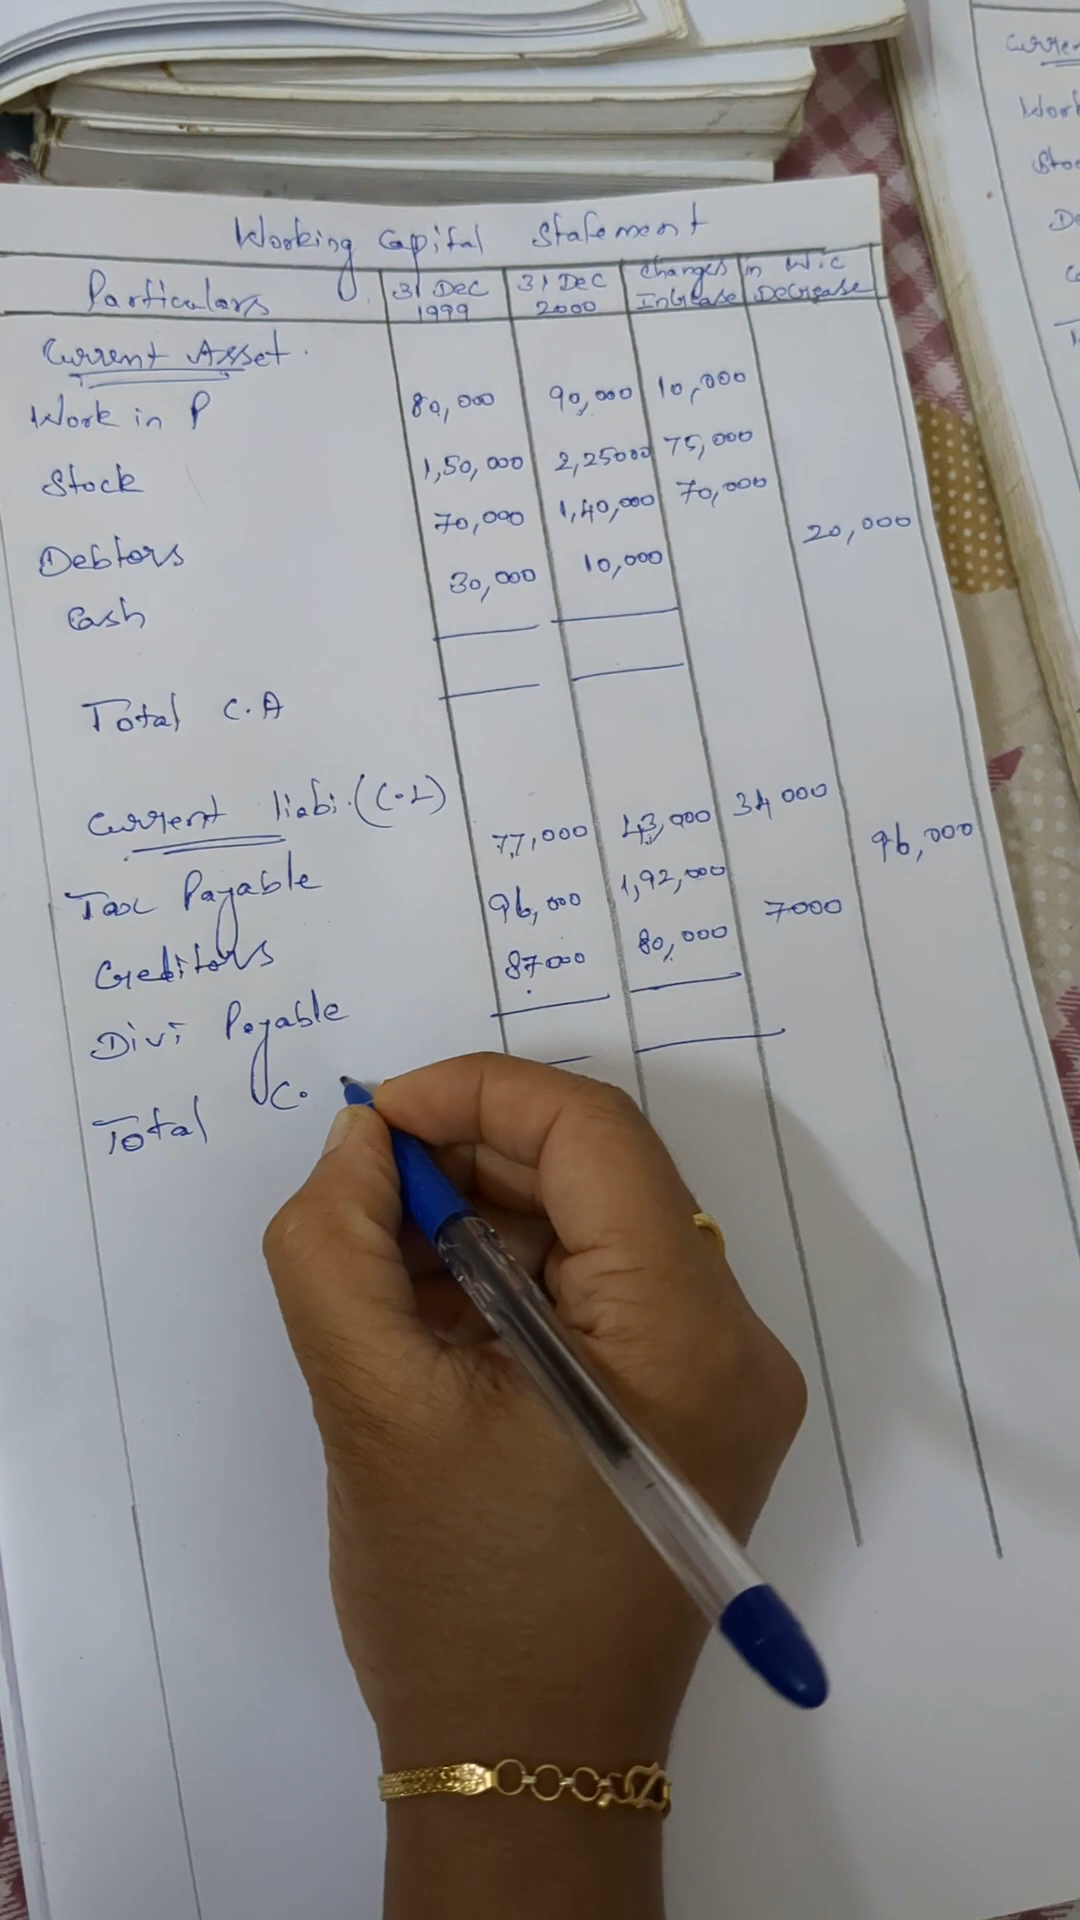 Working Capital Statement
Particulars 31 Dec 1999 31 Dec 2000 Changes in W.C Increase Decrease
Current Asset.
Work in P 80,000 90,000 10,000
Stock 1,50,000 2,25000 75,000
Debtors 70,000 1,40,000 70,000
Cash 30,000 10,000 20,000
Total C.A
Current liabi. (C.L)
Tax Payable 77,000 43,000 34 000
Creditors 96,000 1,92,000 96,000
Divi Payable 87000 80,000 7000
Total C.